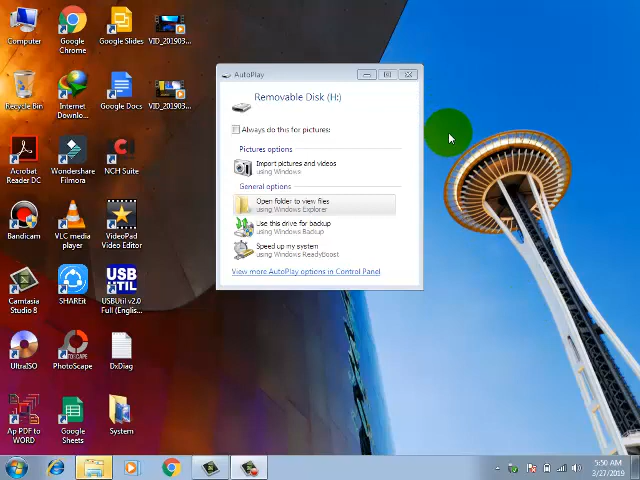 Computer
Google
Chrome
Google Slides
VID_201903...
Recycle Bin
Internet
Downlo...
Google Docs
VID_201903...
Acrobat
Reader DC
Wondershare
Filmora
NCH Suite
Bandicam
VLC media
player
VideoPad
Video Editor
Camtasia
Studio 8
SHAREit
USB
UTIL
USBUtil v2.0
Full (Englis...
UltraISO
PhotoScape
DxDiag
Ap PDF to
WORD
Google
Sheets
System
AutoPlay
Removable Disk (H:)
Always do this for pictures:
Pictures options
Import pictures and videos
using Windows
General options
Open folder to view files
using Windows Explorer
Use this drive for backup
using Windows Backup
Speed up my system
using Windows ReadyBoost
View more AutoPlay options in Control Panel
5:50 AM
3/27/2019